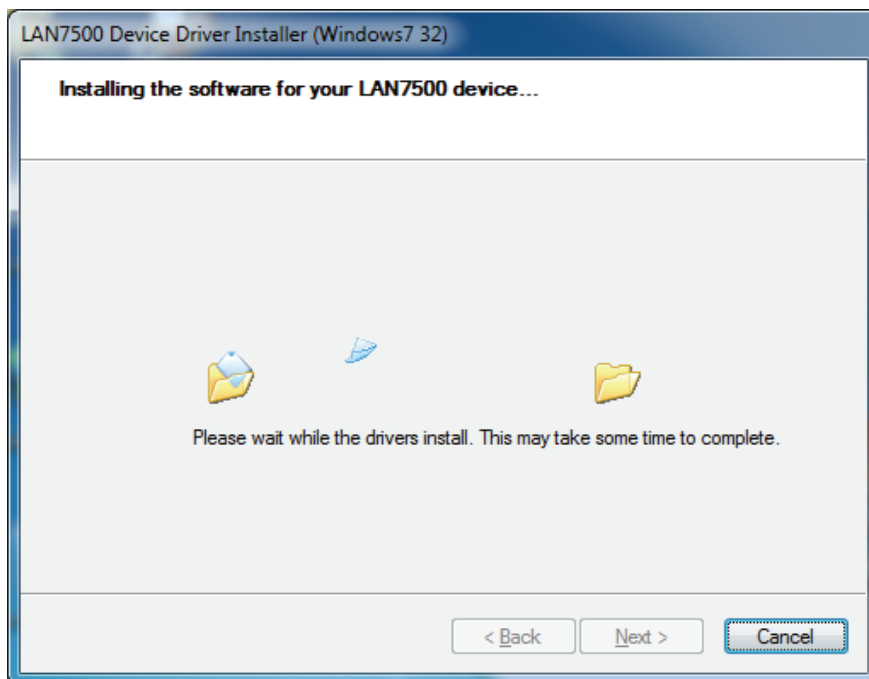 LAN7500 Device Driver Installer (Windows7 32)
Installing the software for your LAN7500 device...
Please wait while the drivers install. This may take some time to complete.
< Back
Next >
Cancel